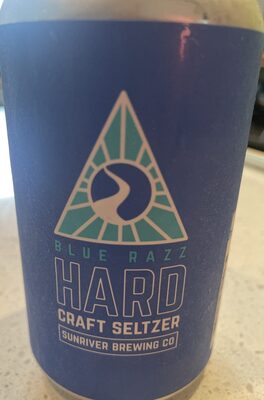 BLUE RAZZ
HARD
CRAFT SELTZER
SUNRIVER BREWING CO